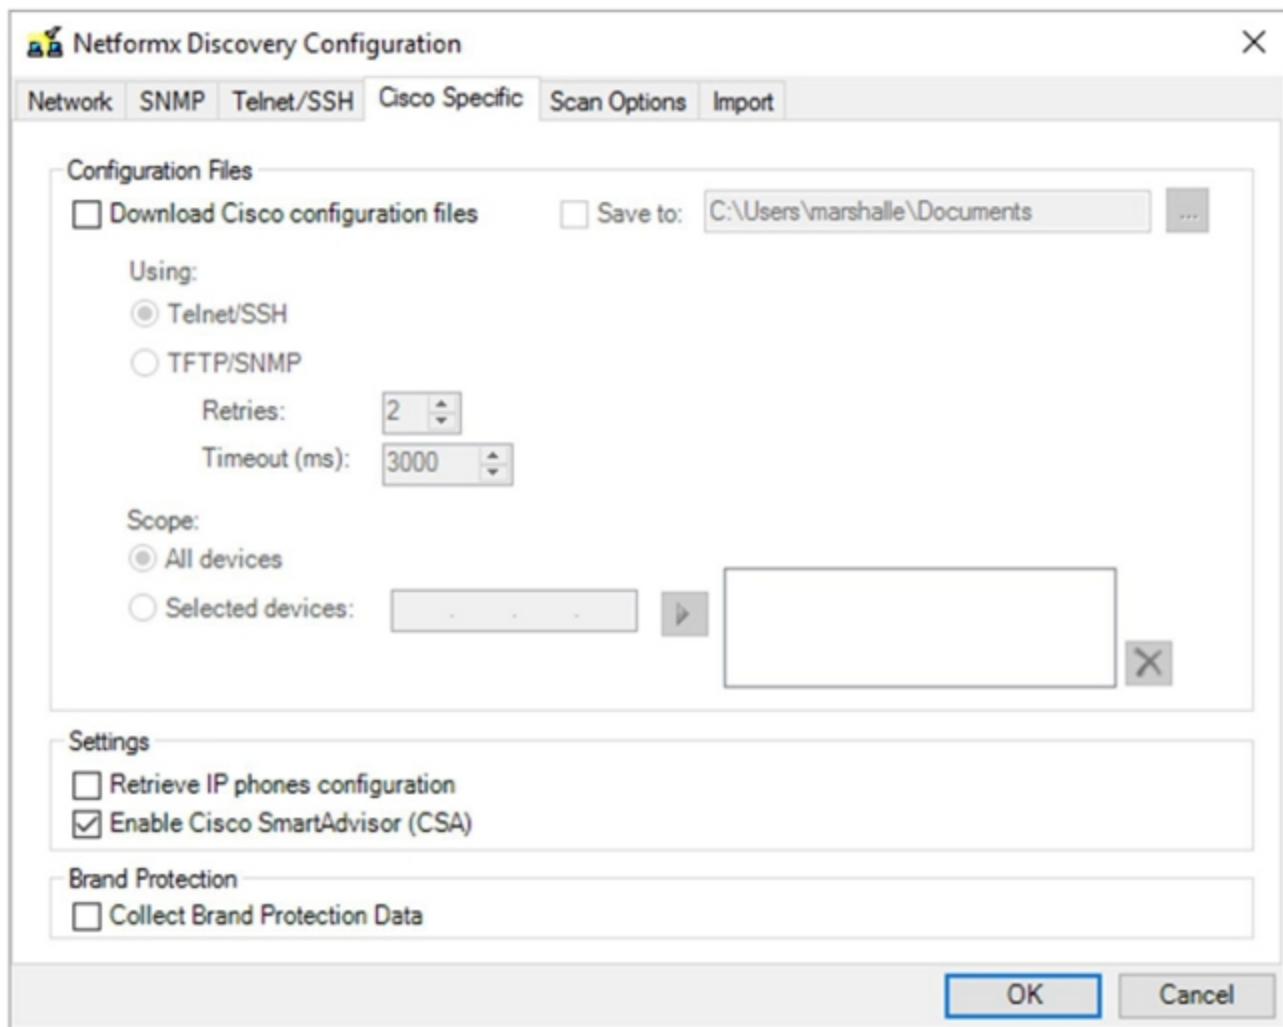 Netformx Discovery Configuration
Network SNMP Telnet/SSH Cisco Specific Scan Options Import
Configuration Files
Download Cisco configuration files Save to: C:\Users\marshalle\Documents ...
Using:
Telnet/SSH
TFTP/SNMP
Retries: 2
Timeout (ms): 3000
Scope:
All devices
Selected devices: . . .
Settings
Retrieve IP phones configuration
Enable Cisco SmartAdvisor (CSA)
Brand Protection
Collect Brand Protection Data
OK Cancel